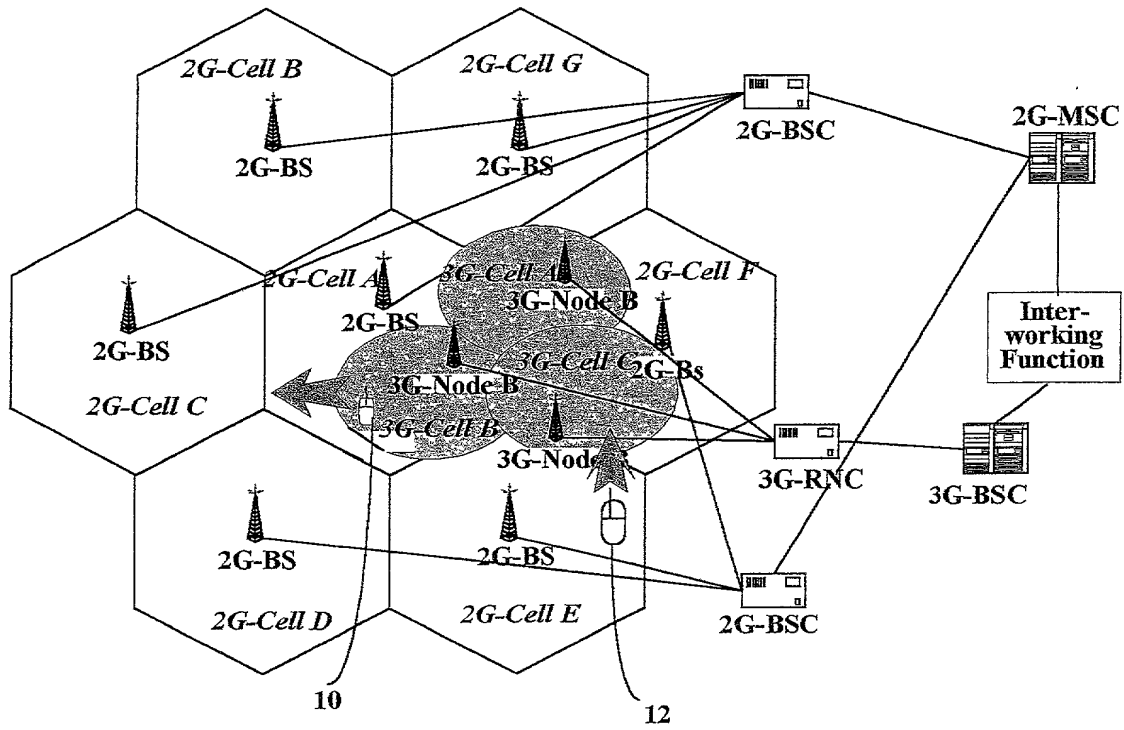 2G-Cell B
2G-Cell G
2G-BSC
2G-MSC
2G-BS
2G-BS
2G-Cell A
3G-Cell A
2G-Cell F
3G-Node B
Inter-
working
Function
2G-BS
2G-BS
3G-Cell C
2G-Bs
3G-Node B
2G-Cell C
3G-Cell B
3G-Node
3G-RNC
3G-BSC
2G-BS
2G-BS
2G-Cell D
2G-Cell E
2G-BSC
10
12